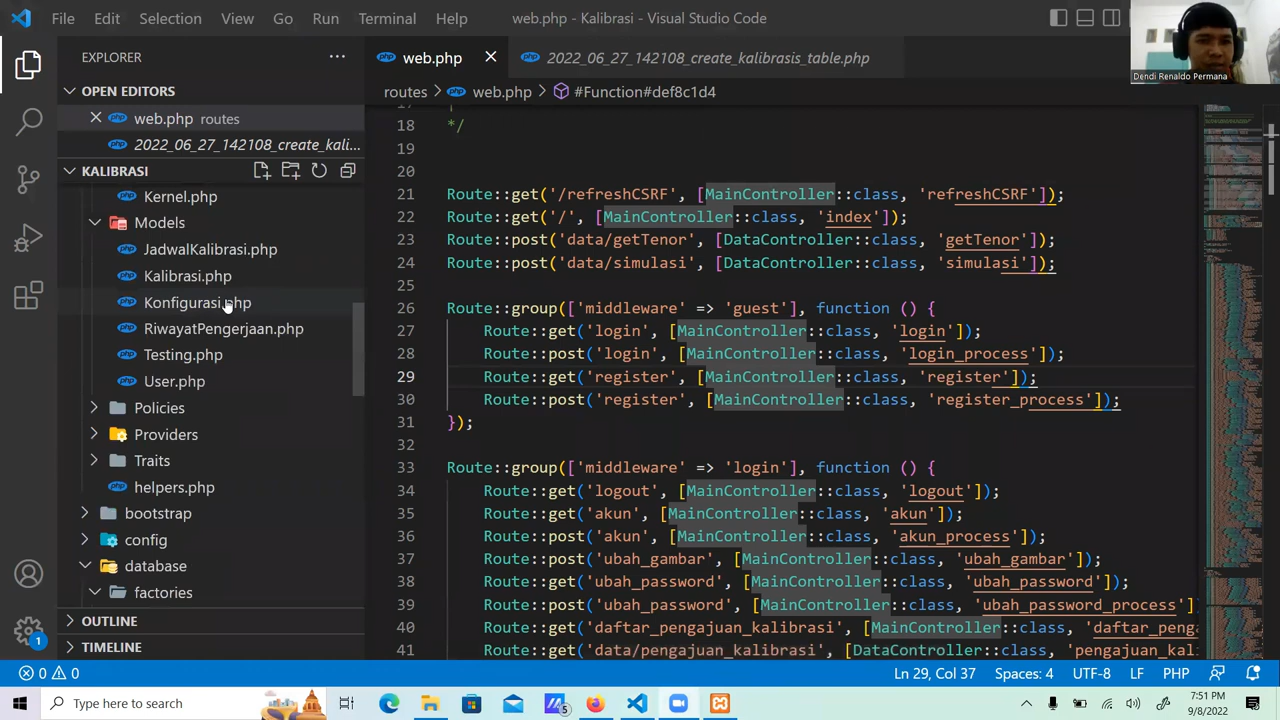 File Edit Selection View Go Run Terminal Help web.php - Kalibrasi - Visual Studio Code
Dendi Renaldo Permana
EXPLORER
OPEN EDITORS
web.php routes
2022_06_27_142108_create_kali...
KALIBRASI
Kernel.php
Models
JadwalKalibrasi.php
Kalibrasi.php
Konfigurasi.php
RiwayatPengerjaan.php
Testing.php
User.php
Policies
Providers
Traits
helpers.php
bootstrap
config
database
factories
OUTLINE
TIMELINE
web.php 2022_06_27_142108_create_kalibrasis_table.php
routes > web.php > #Function#def8c1d4
18 */
19
20
21 Route::get('/refreshCSRF', [MainController::class, 'refreshCSRF']);
22 Route::get('/', [MainController::class, 'index']);
23 Route::post('data/getTenor', [DataController::class, 'getTenor']);
24 Route::post('data/simulasi', [DataController::class, 'simulasi']);
25
26 Route::group(['middleware' => 'guest'], function () {
27 Route::get('login', [MainController::class, 'login']);
28 Route::post('login', [MainController::class, 'login_process']);
29 Route::get('register', [MainController::class, 'register']);
30 Route::post('register', [MainController::class, 'register_process']);
31 });
32
33 Route::group(['middleware' => 'login'], function () {
34 Route::get('logout', [MainController::class, 'logout']);
35 Route::get('akun', [MainController::class, 'akun']);
36 Route::post('akun', [MainController::class, 'akun_process']);
37 Route::post('ubah_gambar', [MainController::class, 'ubah_gambar']);
38 Route::get('ubah_password', [MainController::class, 'ubah_password']);
39 Route::post('ubah_password', [MainController::class, 'ubah_password_process']
40 Route::get('daftar_pengajuan_kalibrasi', [MainController::class, 'daftar_penga
41 Route::post('data/pengajuan_kalibrasi', [DataController::class, 'pengajuan_kal
1
0 0 Ln 29, Col 37 Spaces: 4 UTF-8 LF PHP
Type here to search
5
7:51 PM
9/8/2022